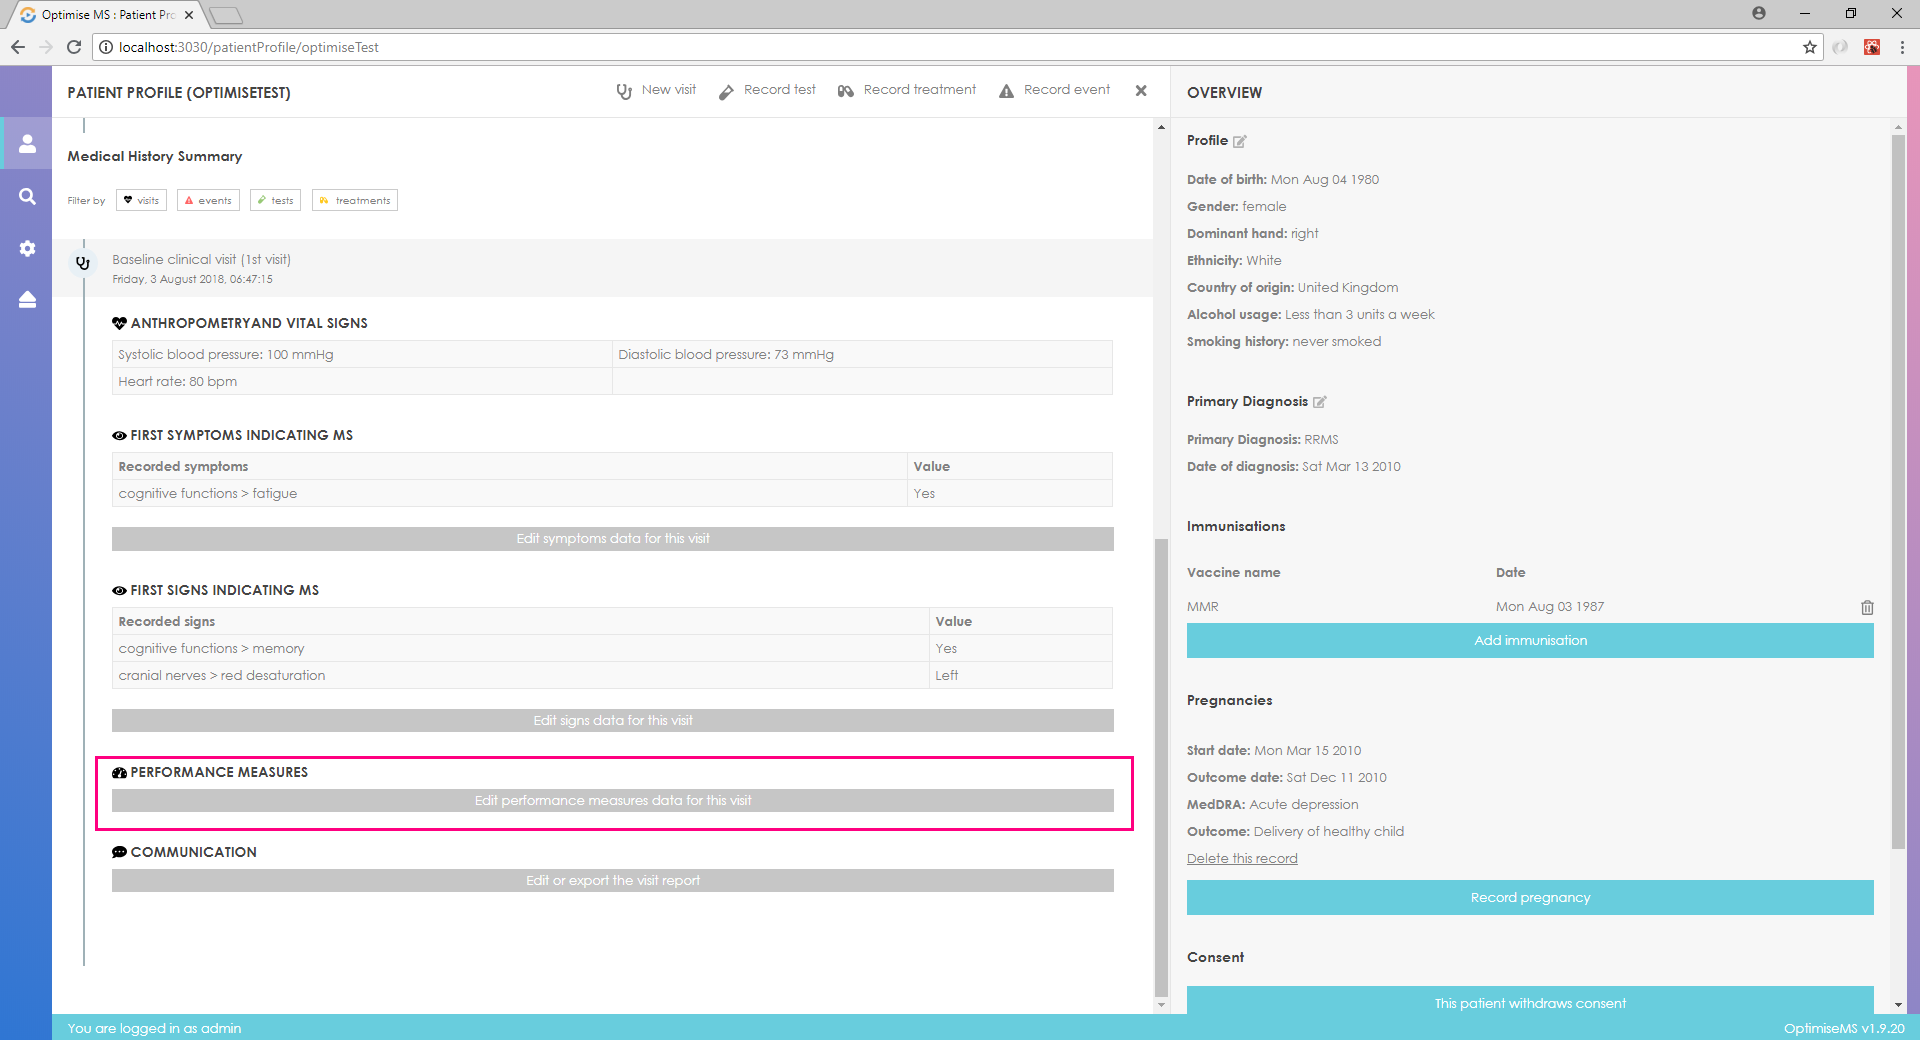 Optimise MS : Patient Pro
localhost:3030/patientProfile/optimiseTest
PATIENT PROFILE (OPTIMISETEST)
New visit
Record test
Record treatment
Record event
Medical History Summary
Filter by
visits
events
tests
treatments
Baseline clinical visit (1st visit)
Friday, 3 August 2018, 06:47:15
ANTHROPOMETRYAND VITAL SIGNS
Systolic blood pressure: 100 mmHg
Diastolic blood pressure: 73 mmHg
Heart rate: 80 bpm
FIRST SYMPTOMS INDICATING MS
Recorded symptoms
Value
cognitive functions > fatigue
Yes
Edit symptoms data for this visit
FIRST SIGNS INDICATING MS
Recorded signs
Value
cognitive functions > memory
Yes
cranial nerves > red desaturation
Left
Edit signs data for this visit
PERFORMANCE MEASURES
Edit performance measures data for this visit
COMMUNICATION
Edit or export the visit report
OVERVIEW
Profile
Date of birth: Mon Aug 04 1980
Gender: female
Dominant hand: right
Ethnicity: White
Country of origin: United Kingdom
Alcohol usage: Less than 3 units a week
Smoking history: never smoked
Primary Diagnosis
Primary Diagnosis: RRMS
Date of diagnosis: Sat Mar 13 2010
Immunisations
Vaccine name
Date
MMR
Mon Aug 03 1987
Add immunisation
Pregnancies
Start date: Mon Mar 15 2010
Outcome date: Sat Dec 11 2010
MedDRA: Acute depression
Outcome: Delivery of healthy child
Delete this record
Record pregnancy
Consent
This patient withdraws consent
You are logged in as admin
OptimiseMS v1.9.20